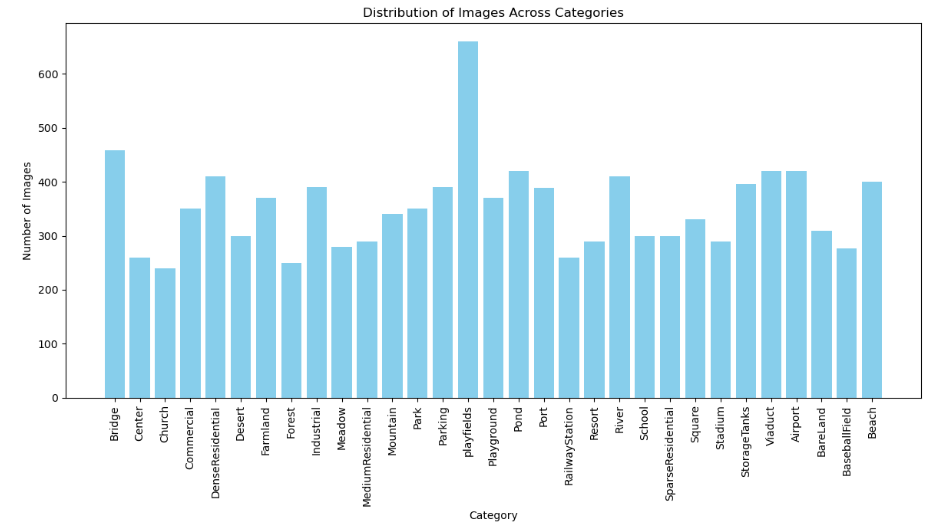 Distribution of Images Across Categories
Number of Images
600
500
400
300
200
100
0
Bridge
Center
Church
Commercial
DenseResidential
Desert
Farmland
Forest
Industrial
Meadow
MediumResidential
Mountain
Park
Parking
playfields
Playground
Pond
Port
RailwayStation
Resort
River
School
SparseResidential
Square
Stadium
StorageTanks
Viaduct
Airport
BareLand
BaseballField
Beach
Category